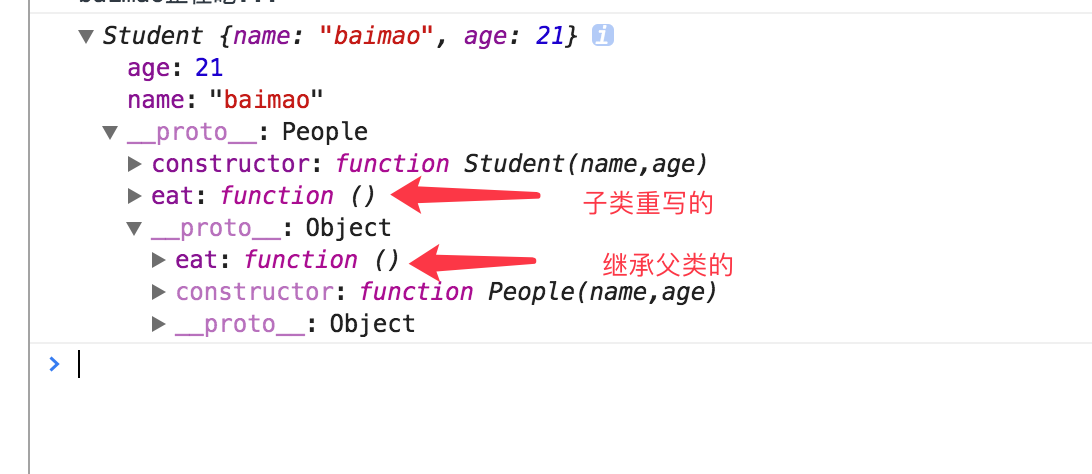 Student {name: "baimao", age: 21} i
age: 21
name: "baimao"
__proto__: People
constructor: function Student(name,age)
eat: function () 子类重写的
__proto__: Object
eat: function () 继承父类的
constructor: function People(name,age)
__proto__: Object
>